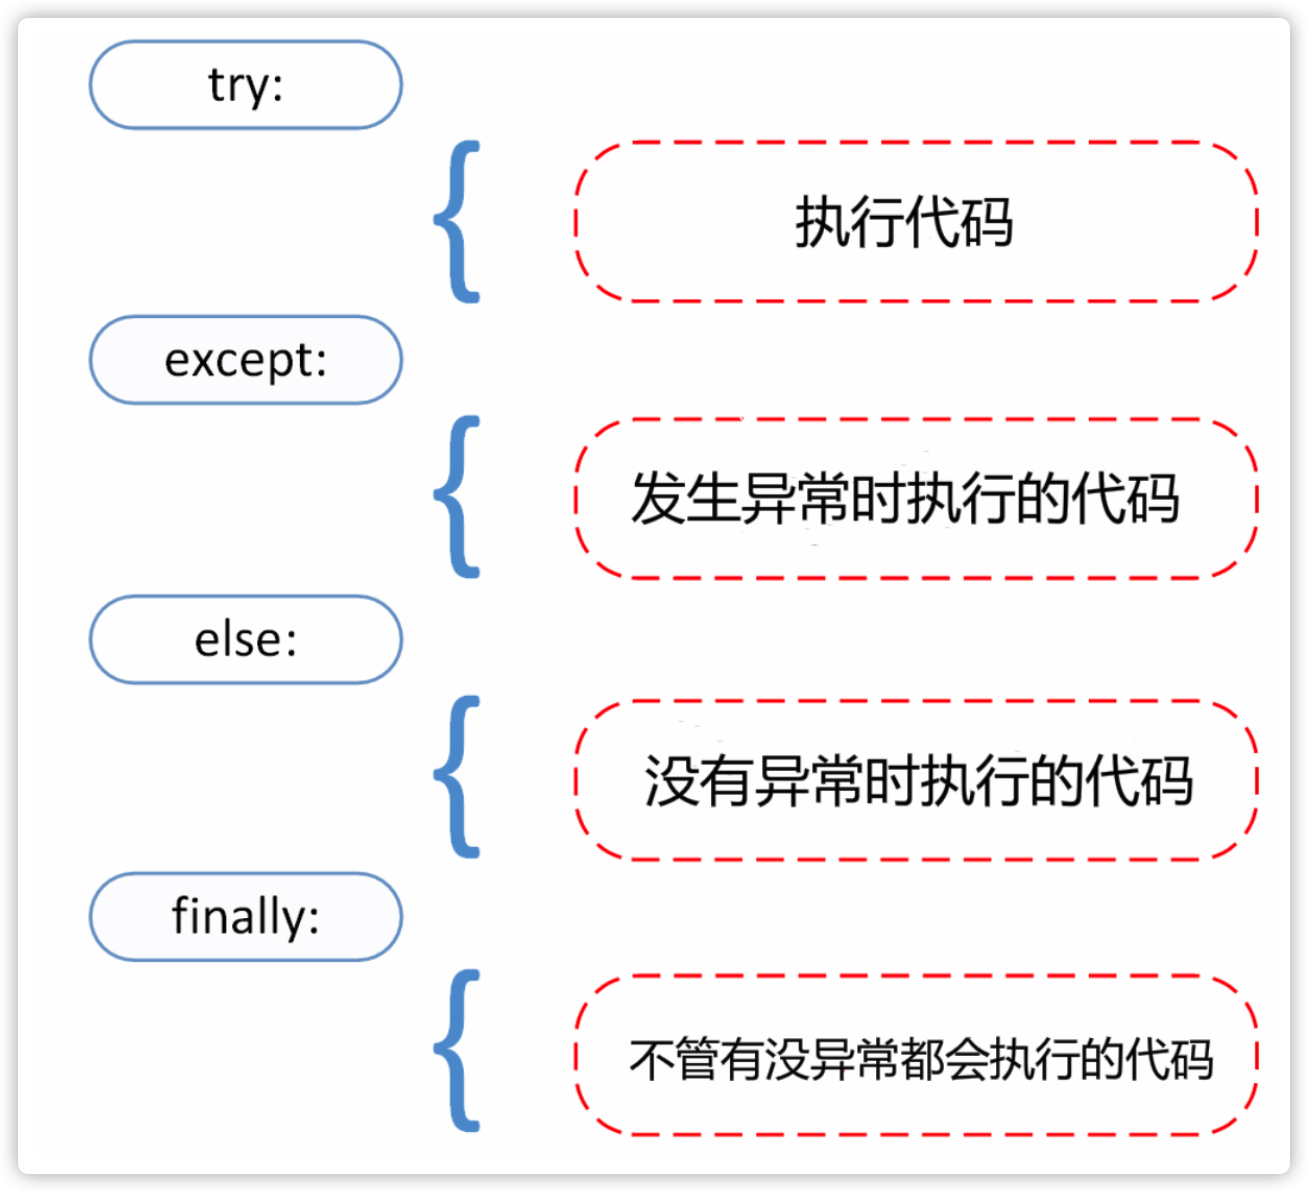 try:
执行代码
except:
发生异常时执行的代码
else:
没有异常时执行的代码
finally:
不管有没异常都会执行的代码